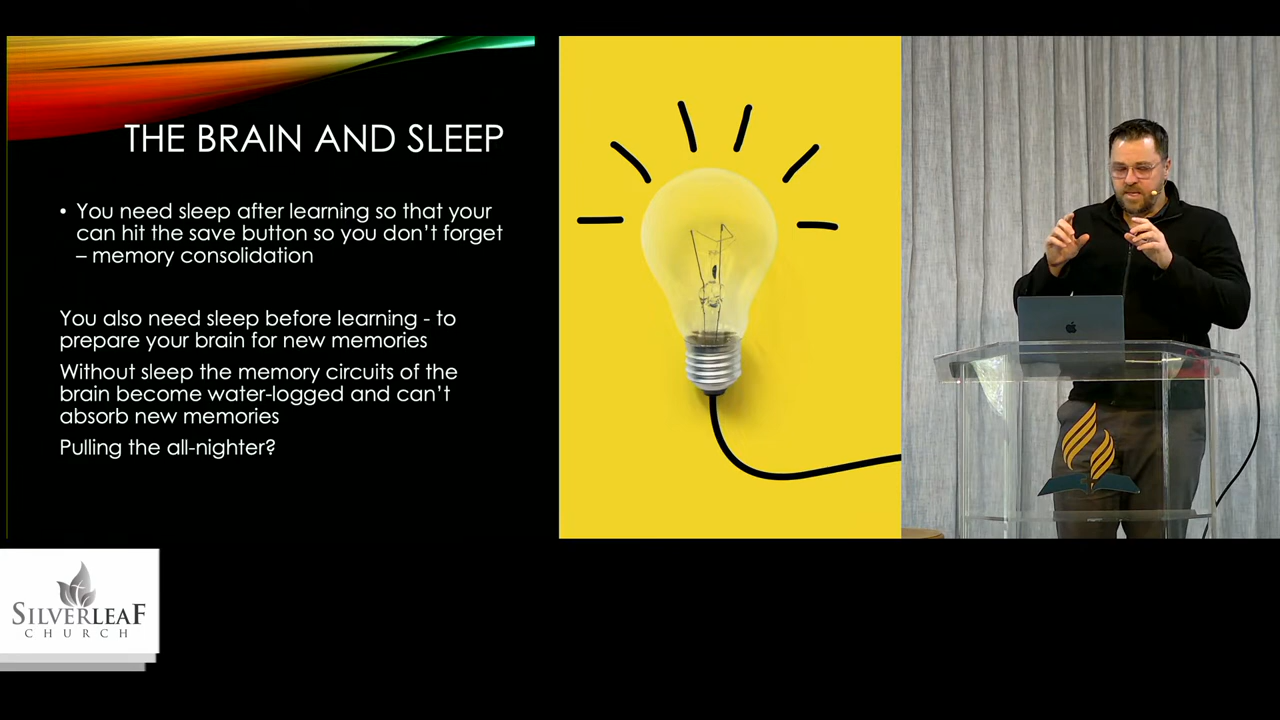 THE BRAIN AND SLEEP
• You need sleep after learning so that your
can hit the save button so you don't forget
– memory consolidation
You also need sleep before learning - to
prepare your brain for new memories
Without sleep the memory circuits of the
brain become water-logged and can't
absorb new memories
Pulling the all-nighter?
SILVERLEAF
CHURCH